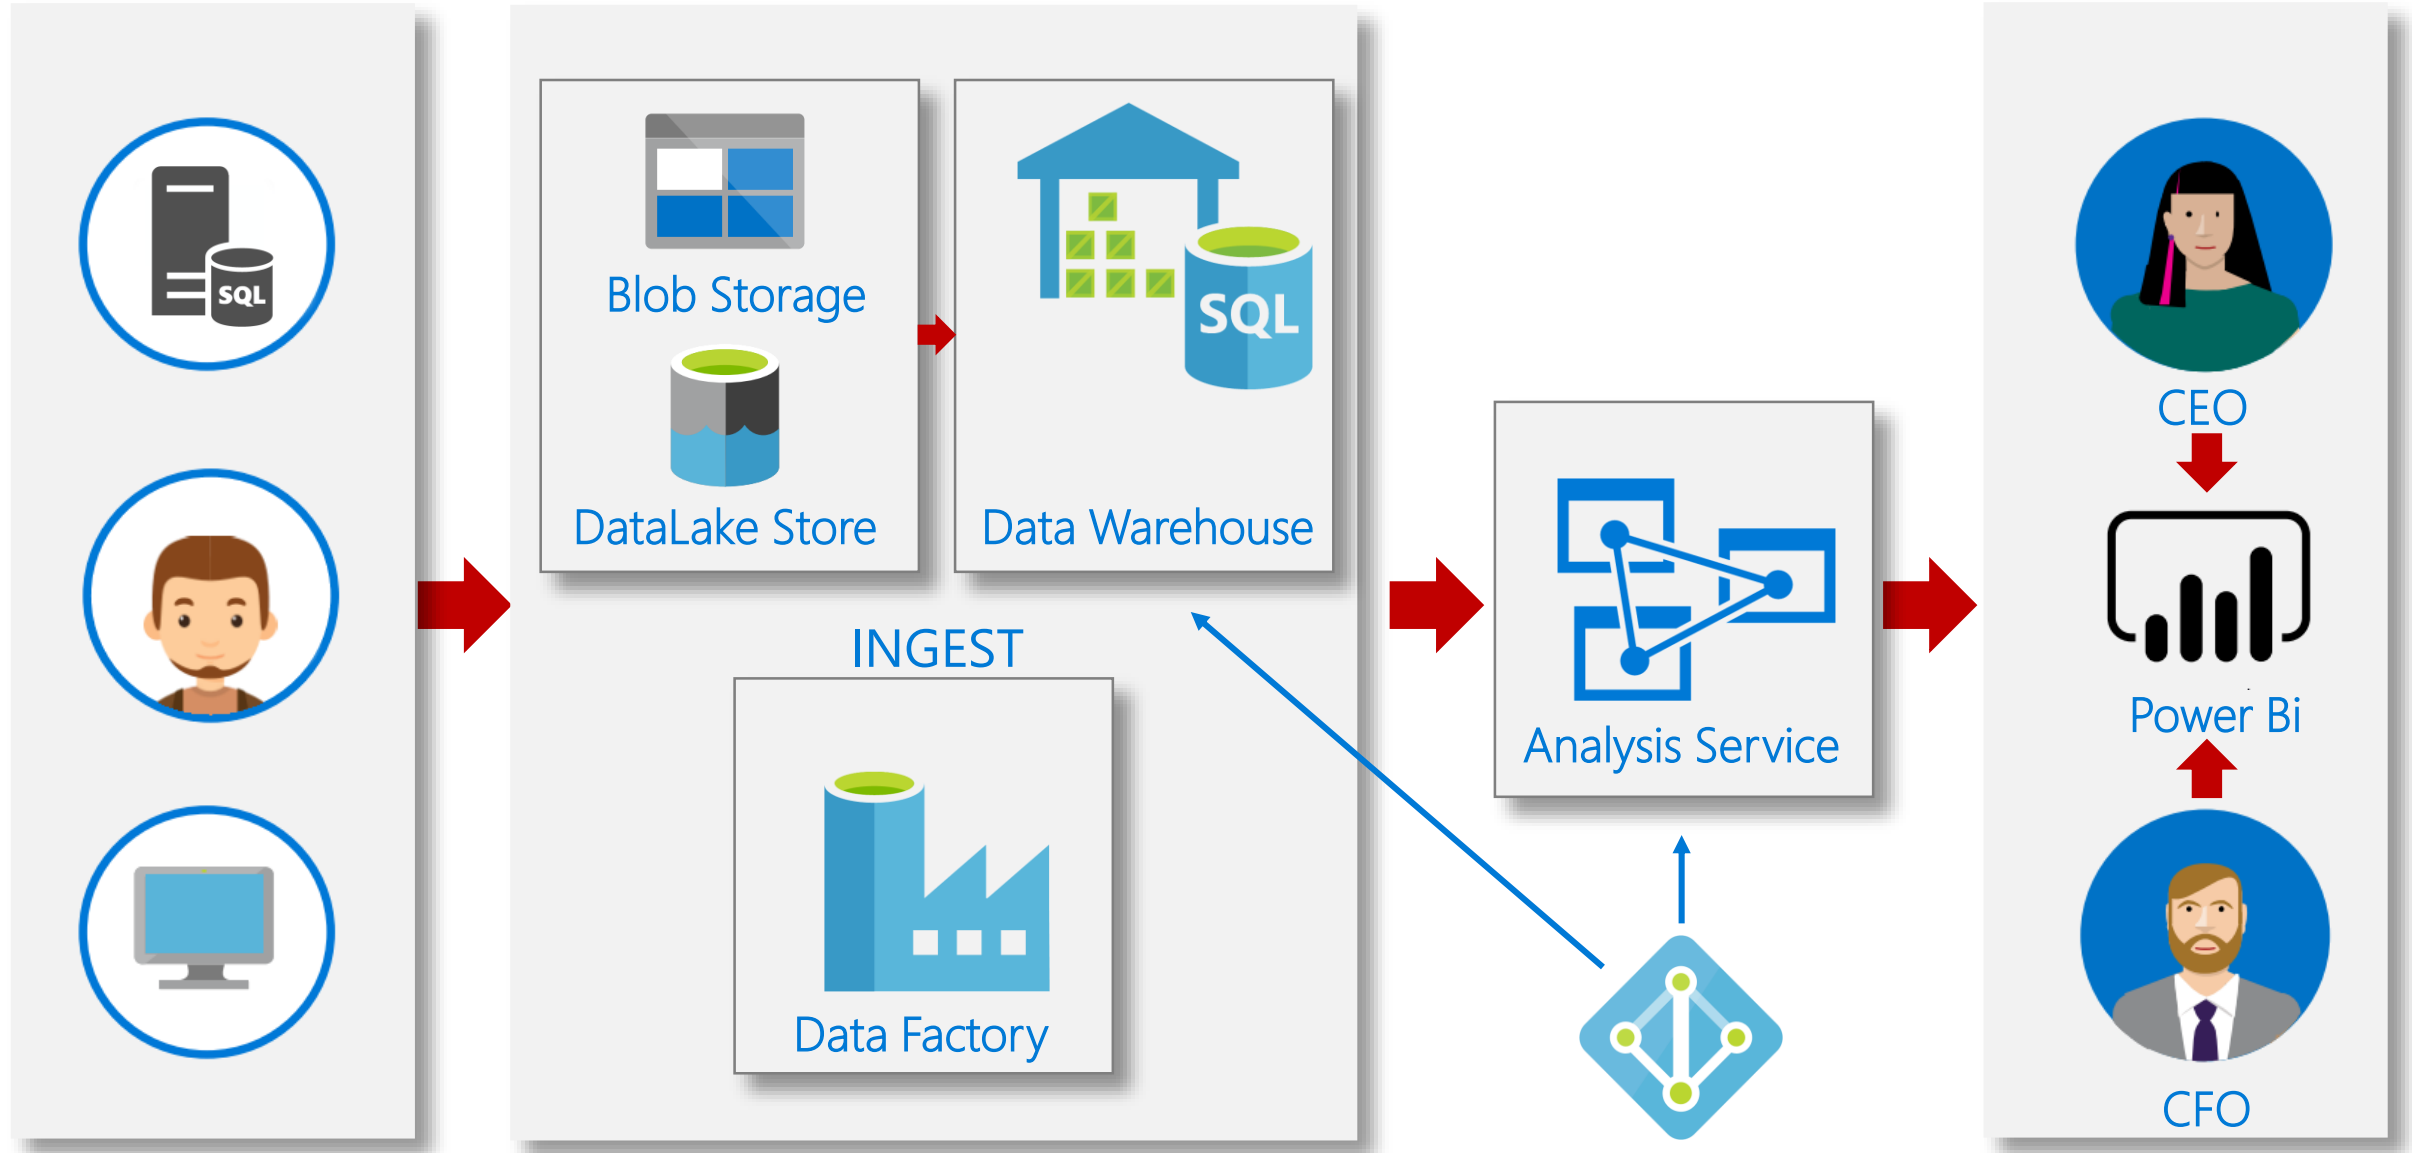 SQL
Blob Storage
DataLake Store
SQL
Data Warehouse
INGEST
Data Factory
Analysis Service
CEO
Power Bi
CFO